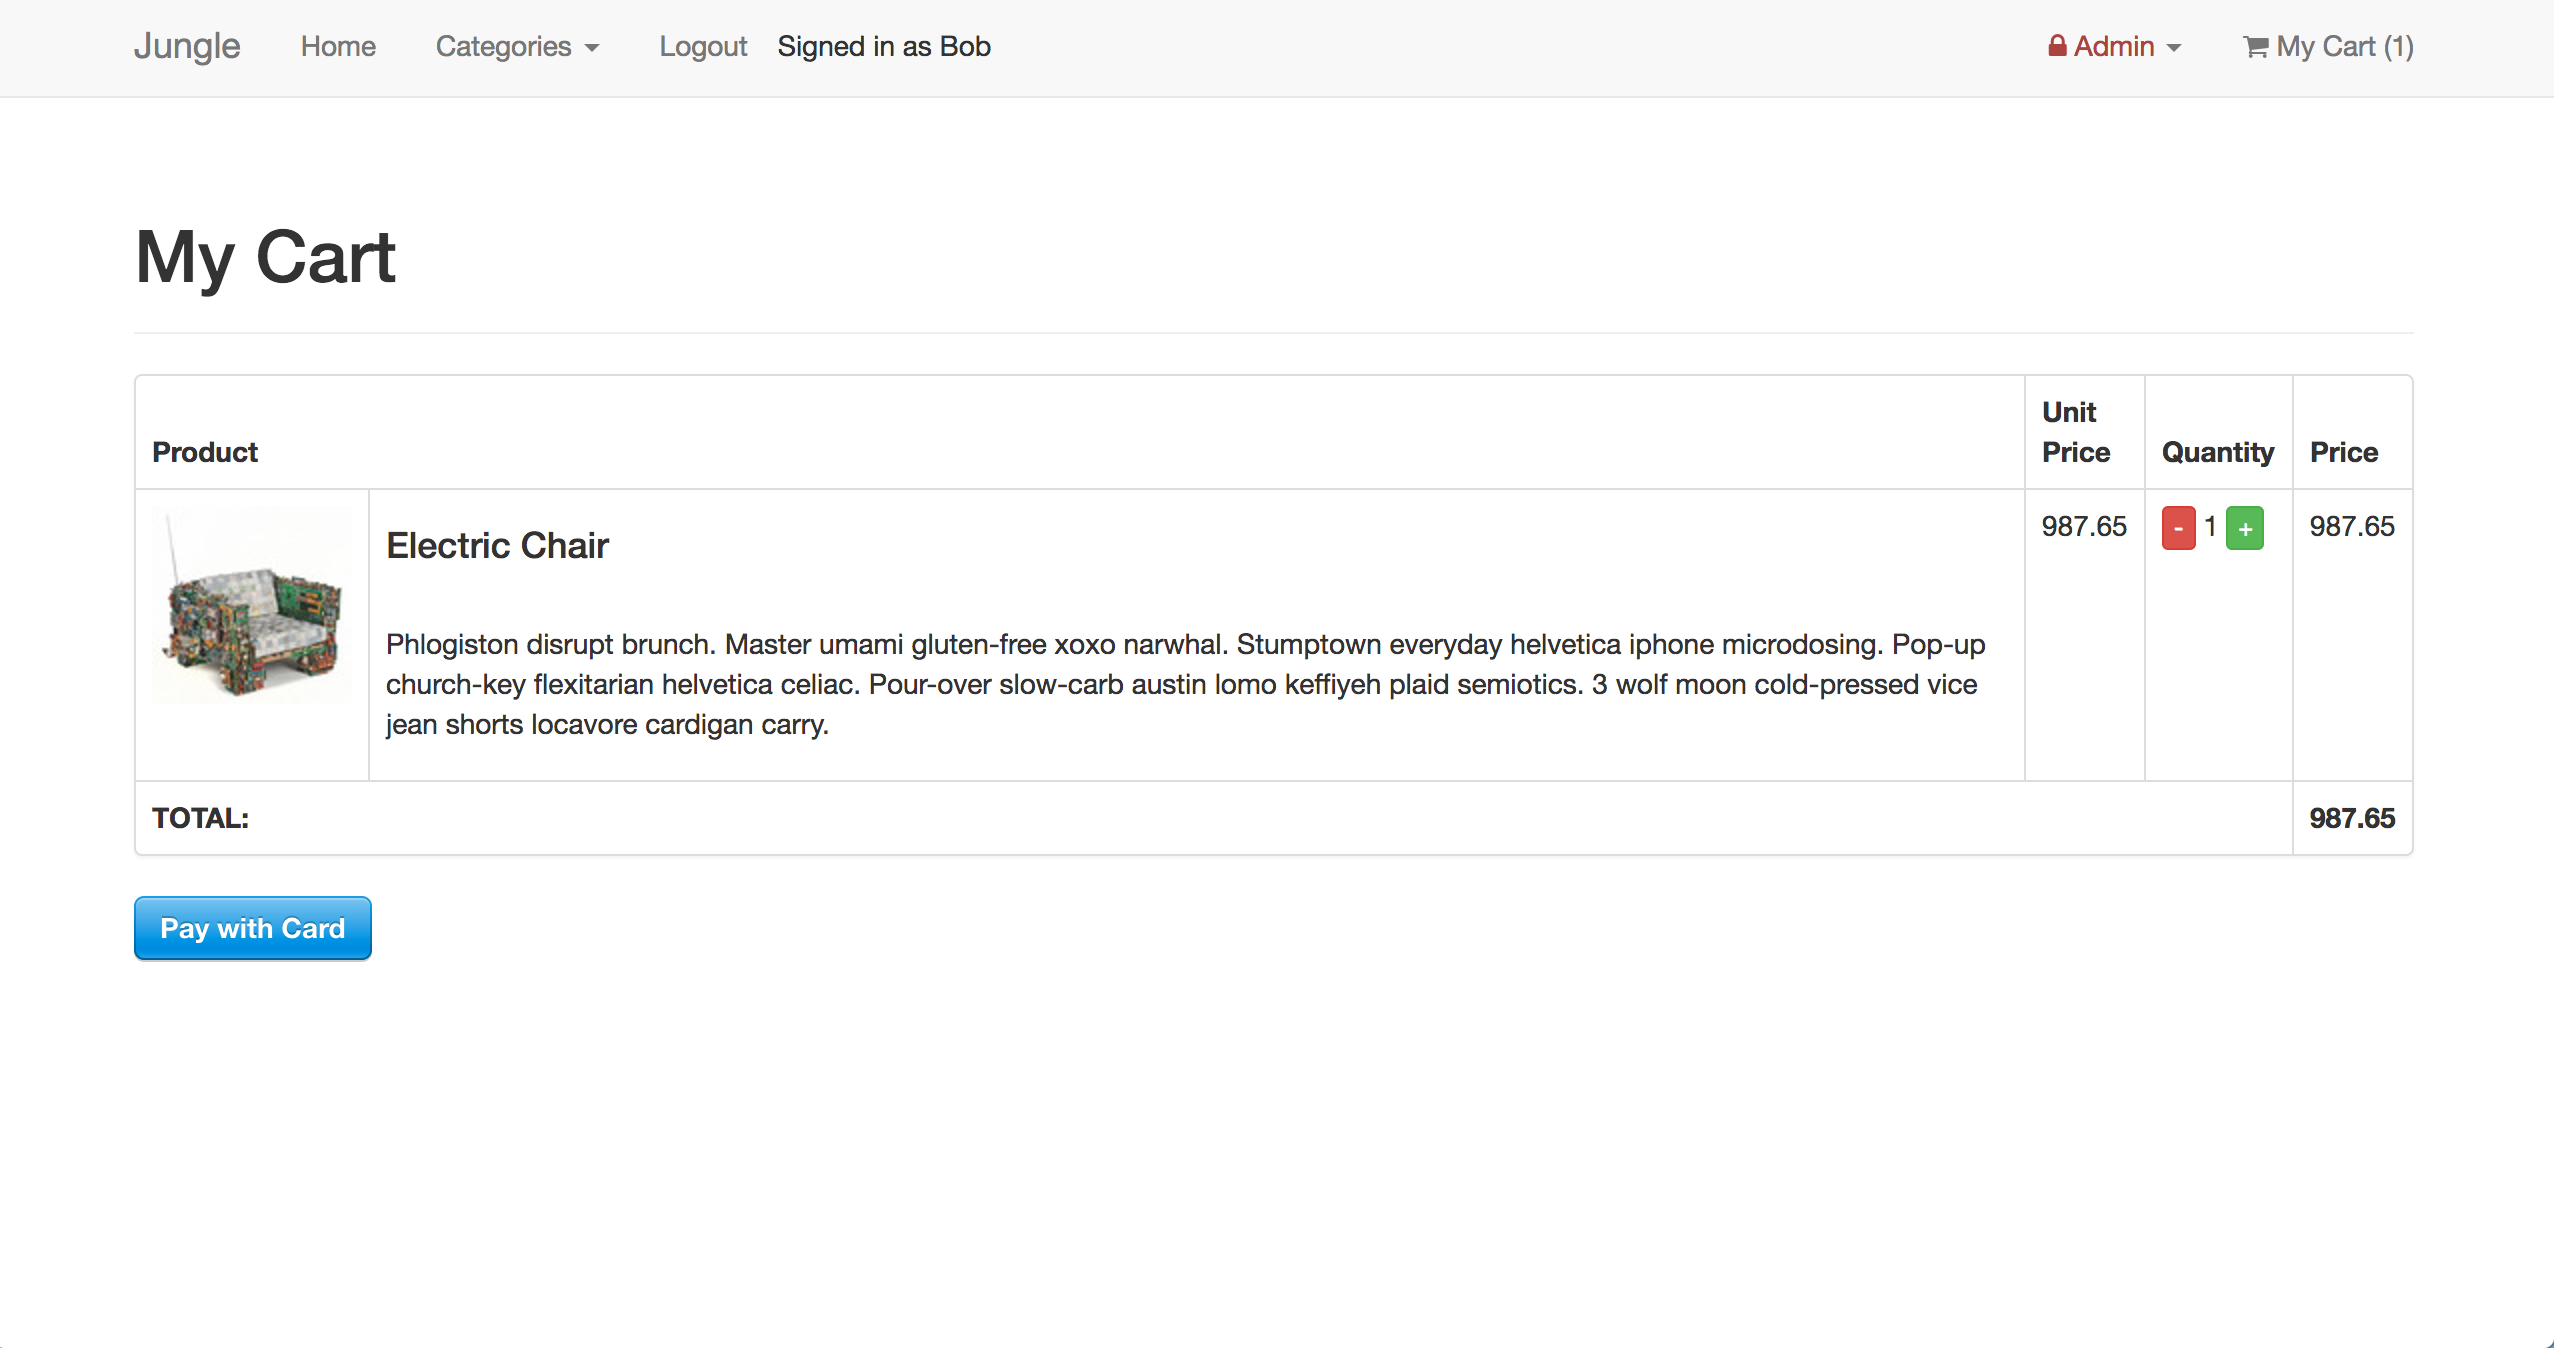 Jungle Home Categories Logout Signed in as Bob Admin My Cart (1)
My Cart
Product Unit Price Quantity Price
Electric Chair 987.65 - 1 + 987.65
Phlogiston disrupt brunch. Master umami gluten-free xoxo narwhal. Stumptown everyday helvetica iphone microdosing. Pop-up
church-key flexitarian helvetica celiac. Pour-over slow-carb austin lomo keffiyeh plaid semiotics. 3 wolf moon cold-pressed vice
jean shorts locavore cardigan carry.
TOTAL: 987.65
Pay with Card